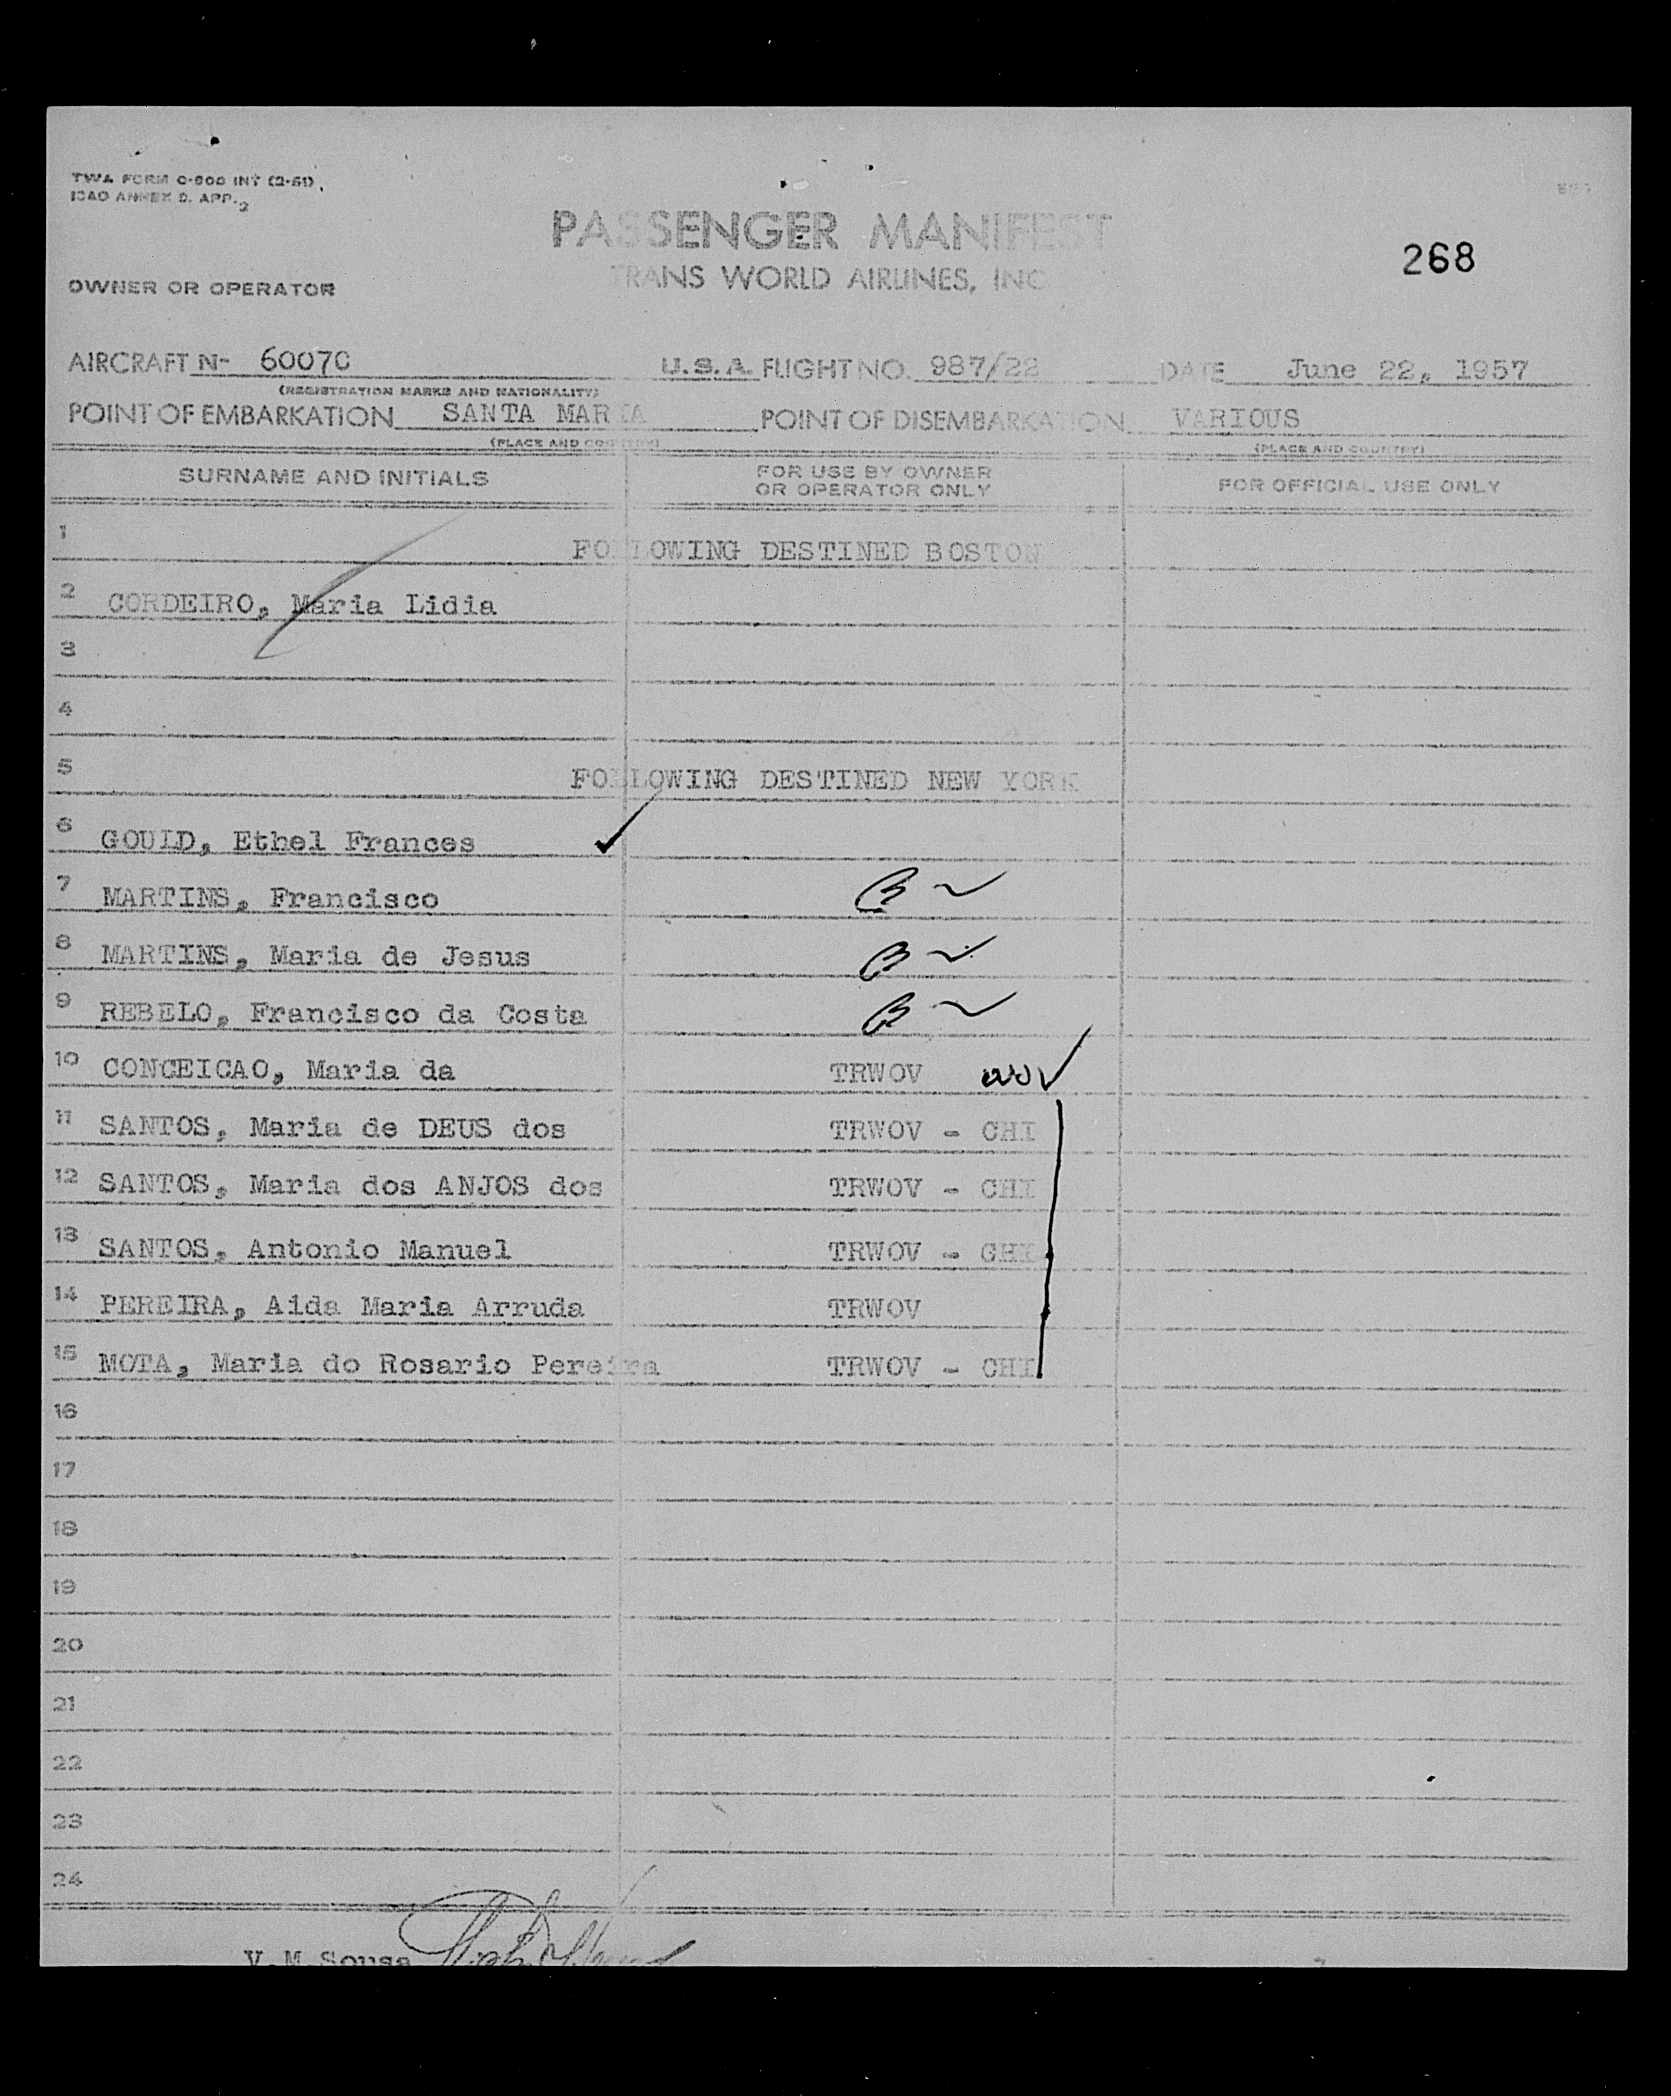 TWA FORM C-800 INT (2-51)
ICAO ANNEX 9. APP. 2
PASSENGER MANIFEST
268
TRANS WORLD AIRLINES, INC
OWNER OR OPERATOR
AIRCRAFT N- 6007C U.S.A. FLIGHT NO. 987/22 DATE June 22, 1957
(REGISTRATION MARKS AND NATIONALITY)
POINT OF EMBARKATION SANTA MARIA POINT OF DISEMBARKATION VARIOUS
(PLACE AND COUNTRY) (PLACE AND COUNTRY)
SURNAME AND INITIALS FOR USE BY OWNER OR OPERATOR ONLY FOR OFFICIAL USE ONLY
1 FOLLOWING DESTINED BOSTON
2 CORDEIRO, Maria Lidia
3
4
5 FOLLOWING DESTINED NEW YORK
6 GOULD, Ethel Frances ✓
7 MARTINS, Francisco B
8 MARTINS, Maria de Jesus B
9 REBELO, Francisco da Costa B
10 CONCEICAO, Maria da TRWOV ✓
11 SANTOS, Maria de DEUS dos TRWOV - CHI
12 SANTOS, Maria dos ANJOS dos TRWOV - CHI
13 SANTOS, Antonio Manuel TRWOV - CHI
14 PEREIRA, Aida Maria Arruda TRWOV
15 MOTA, Maria do Rosario Pereira TRWOV - CHI
16
17
18
19
20
21
22
23
24
V.M.Sousa